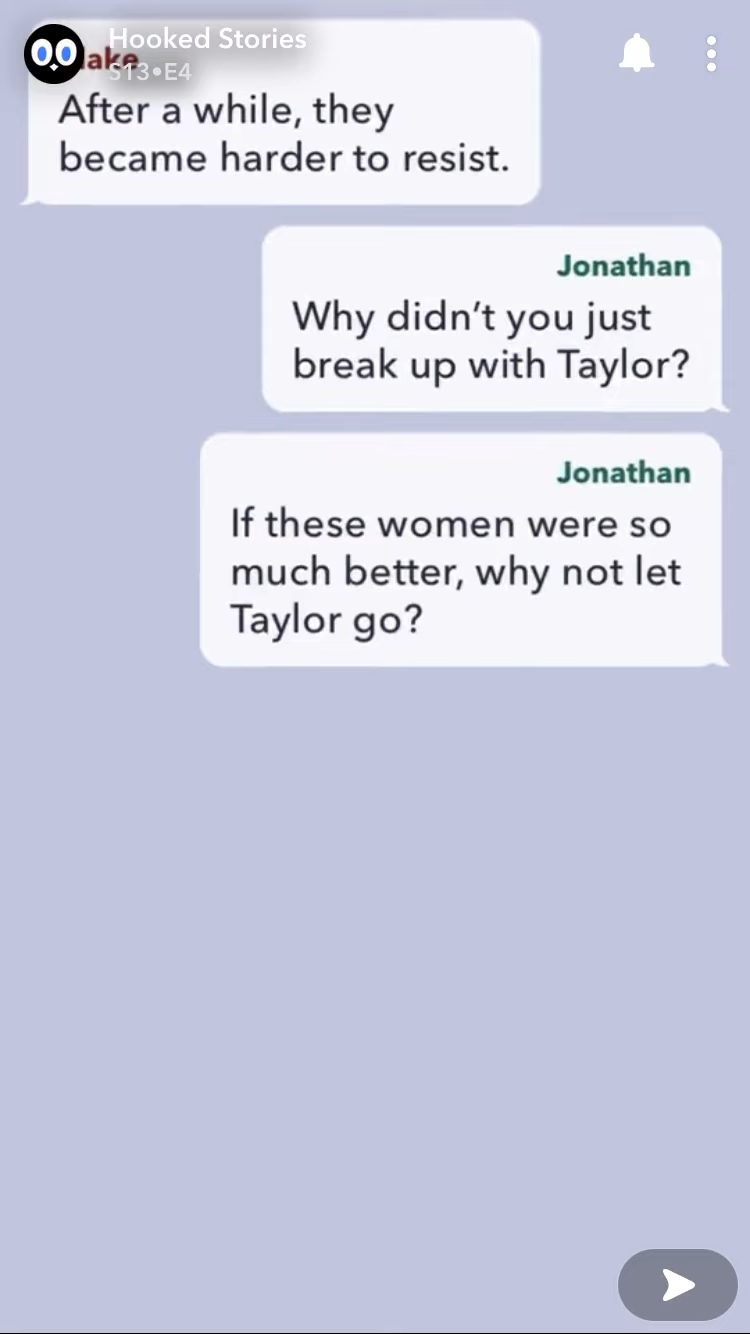 Hooked Stories
S13•E4
After a while, they
became harder to resist.
Jonathan
Why didn't you just
break up with Taylor?
Jonathan
If these women were so
much better, why not let
Taylor go?